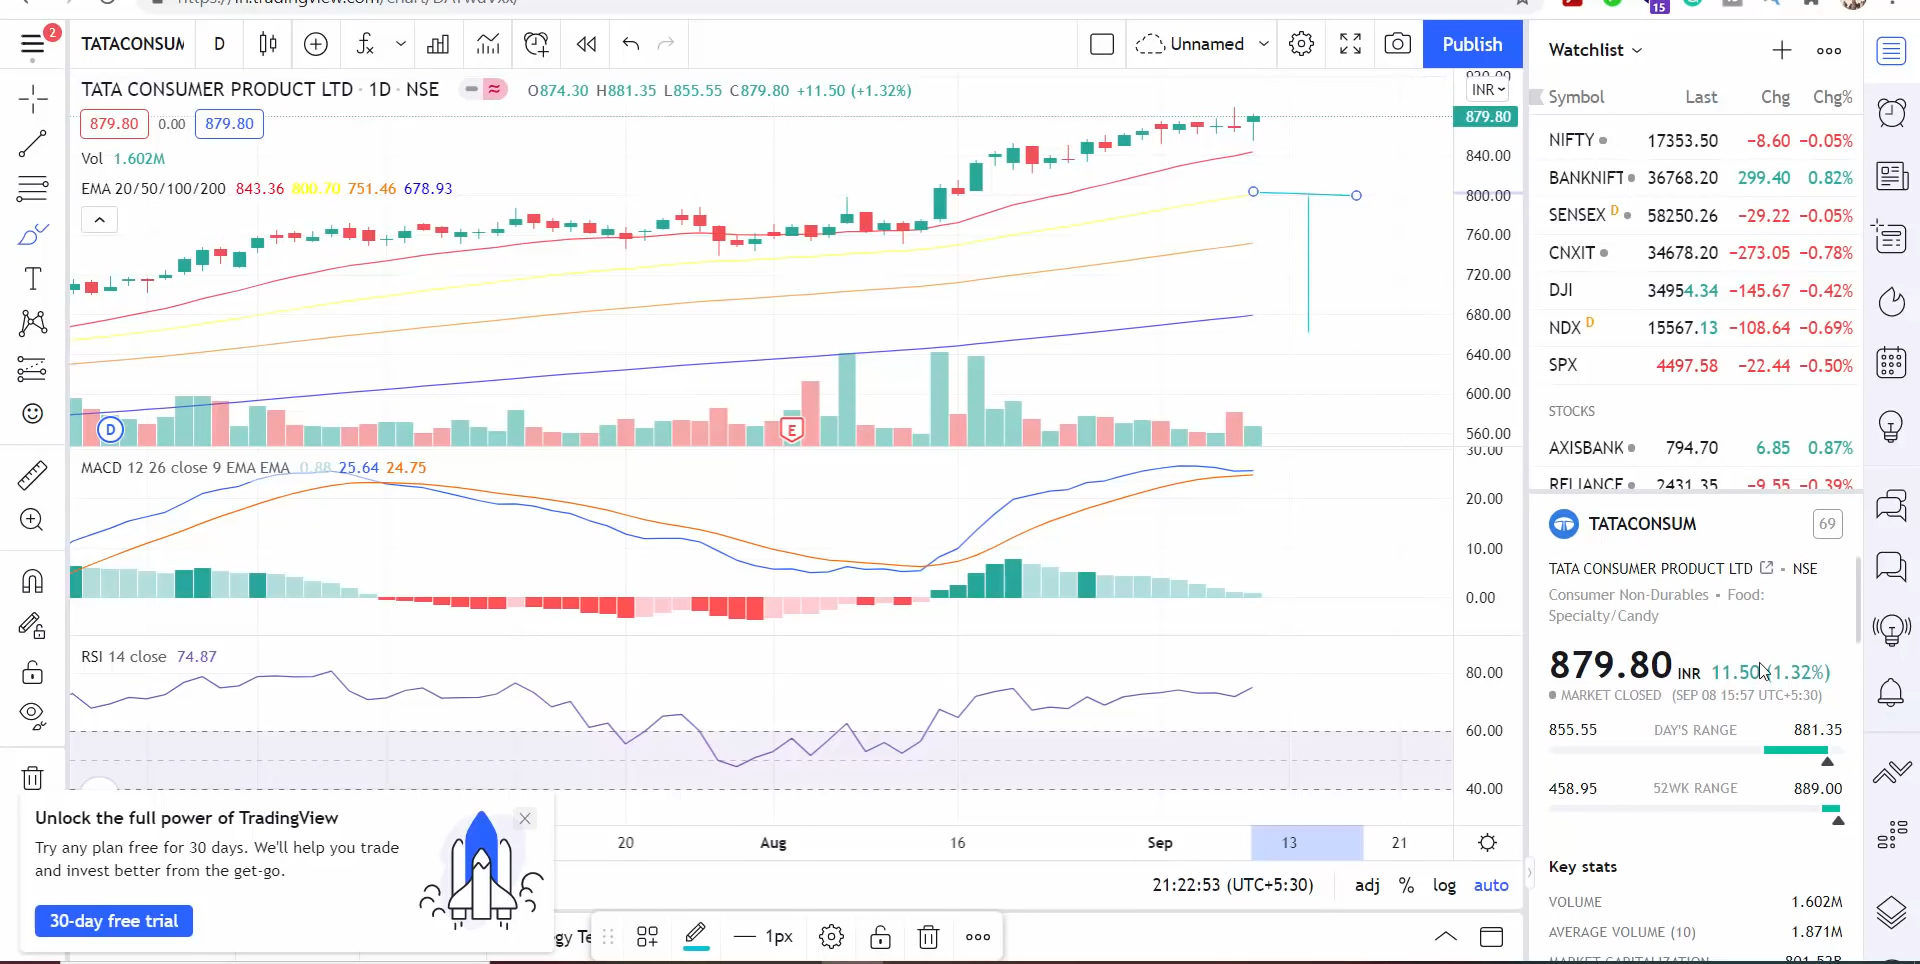 15
2
TATACONSUM
D
Unnamed
Publish
TATA CONSUMER PRODUCT LTD · 1D · NSE
O874.30 H881.35 L855.55 C879.80 +11.50 (+1.32%)
INR
879.80 0.00 879.80
879.80
Vol 1.602M
EMA 20/50/100/200 843.36 800.70 751.46 678.93
840.00
800.00
760.00
720.00
680.00
640.00
600.00
560.00
D
E
MACD 12 26 close 9 EMA EMA 0.88 25.64 24.75
30.00
20.00
10.00
0.00
RSI 14 close 74.87
80.00
60.00
40.00
20 Aug 16 Sep 13 21
Unlock the full power of TradingView
Try any plan free for 30 days. We'll help you trade
and invest better from the get-go.
30-day free trial
21:22:53 (UTC+5:30) adj % log auto
1px
Watchlist
Symbol Last Chg Chg%
NIFTY 17353.50 −8.60 −0.05%
BANKNIFT 36768.20 299.40 0.82%
SENSEX D 58250.26 −29.22 −0.05%
CNXIT 34678.20 −273.05 −0.78%
DJI 34954.34 −145.67 −0.42%
NDX D 15567.13 −108.64 −0.69%
SPX 4497.58 −22.44 −0.50%
STOCKS
AXISBANK 794.70 6.85 0.87%
RELIANCE 2431.35 −9.55 −0.39%
TATACONSUM 69
TATA CONSUMER PRODUCT LTD • NSE
Consumer Non-Durables • Food:
Specialty/Candy
879.80 INR 11.50 (1.32%)
MARKET CLOSED (SEP 08 15:57 UTC+5:30)
855.55 DAY'S RANGE 881.35
458.95 52WK RANGE 889.00
Key stats
VOLUME 1.602M
AVERAGE VOLUME (10) 1.871M
MARKET CAPITALIZATION 801.52B